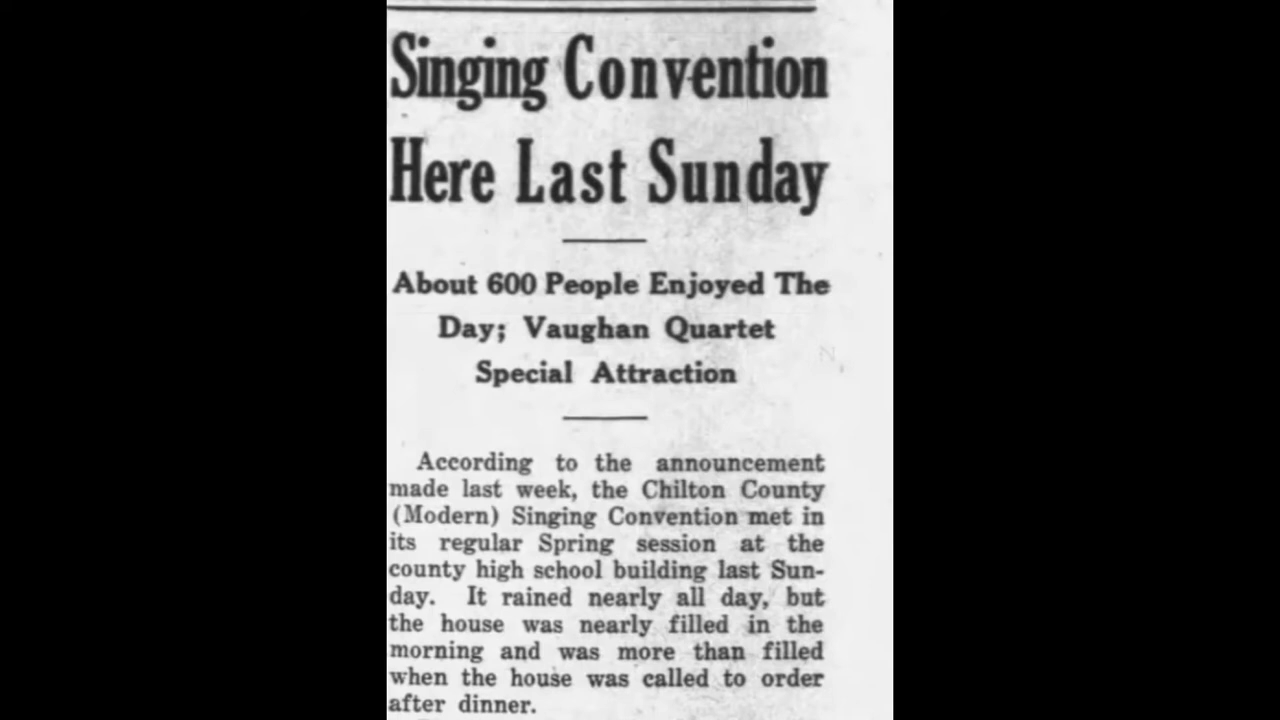 Singing Convention
Here Last Sunday
About 600 People Enjoyed The
Day; Vaughan Quartet
Special Attraction
According to the announcement
made last week, the Chilton County
(Modern) Singing Convention met in
its regular Spring session at the
county high school building last Sun-
day. It rained nearly all day, but
the house was nearly filled in the
morning and was more than filled
when the house was called to order
after dinner.